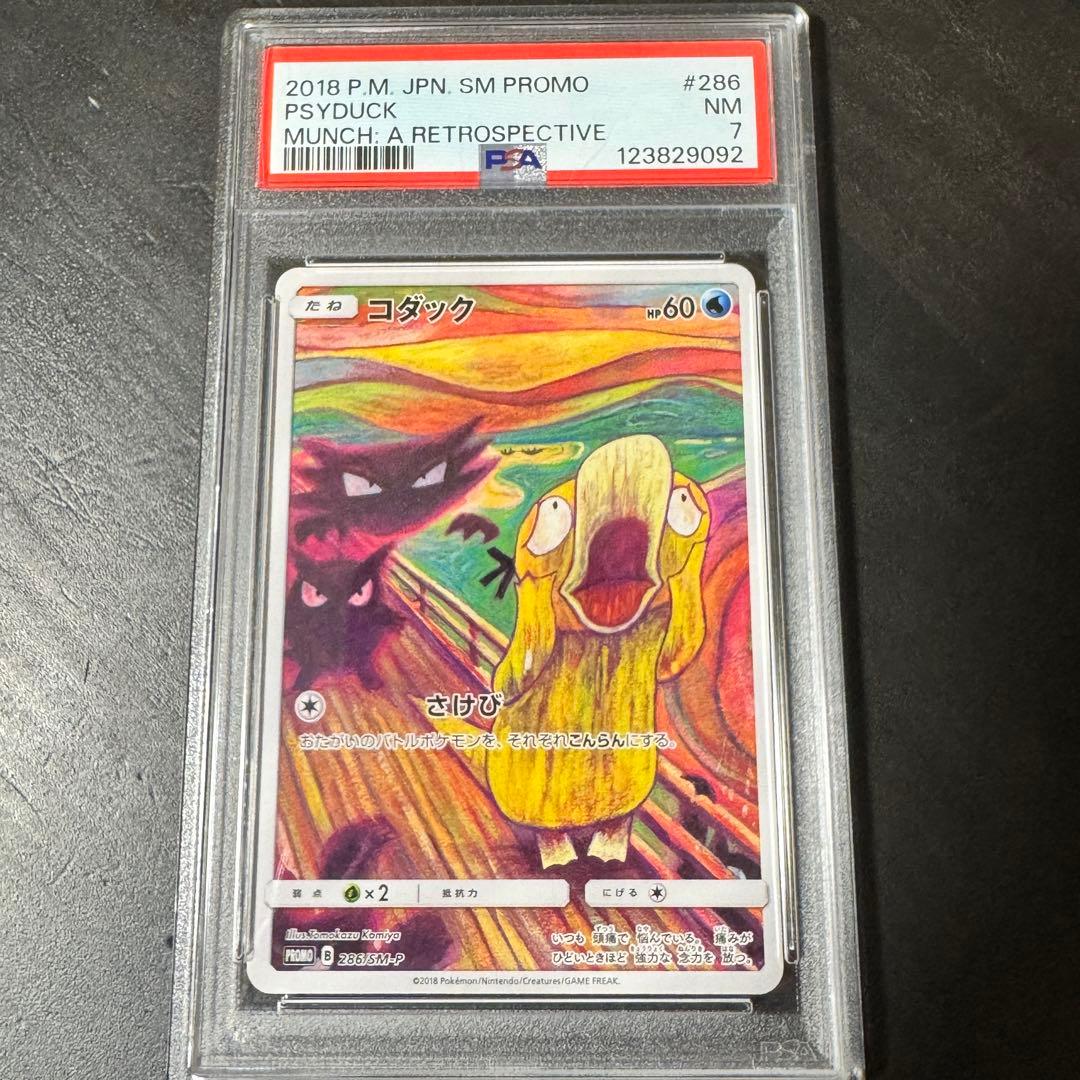 2018 P.M. JPN. SM PROMO #286
PSYDUCK NM
MUNCH: A RETROSPECTIVE 7
PSA 123829092
たね コダック HP60
さけび
おたがいのバトルポケモンを、それぞれこんらんにする。
弱点 ×2 抵抗力 にげる
illus.Tomokazu Komiya
いつも 頭痛で 悩んでいる。 痛みが
ひどいときほど 強力な 念力を 放つ。
PROMO B 286/SM-P
©2018 Pokémon/Nintendo/Creatures/GAME FREAK.
PSA